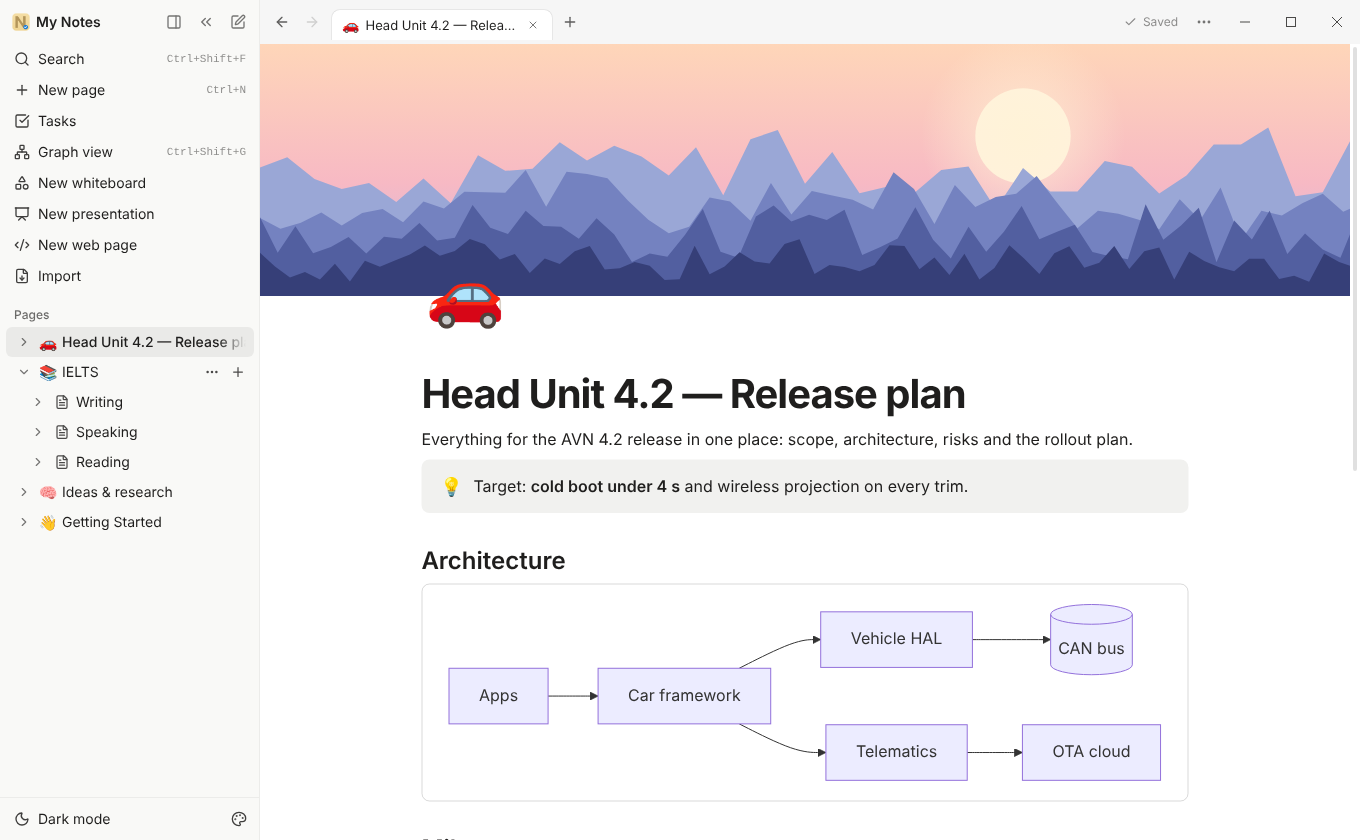 My Notes
Search Ctrl+Shift+F
New page Ctrl+N
Tasks
Graph view Ctrl+Shift+G
New whiteboard
New presentation
New web page
Import
Pages
Head Unit 4.2 — Release
IELTS
Writing
Speaking
Reading
Ideas & research
Getting Started
Dark mode
Head Unit 4.2 — Relea...
Saved
Head Unit 4.2 — Release plan
Everything for the AVN 4.2 release in one place: scope, architecture, risks and the rollout plan.
Target: cold boot under 4 s and wireless projection on every trim.
Architecture
Vehicle HAL
CAN bus
Apps
Car framework
Telematics
OTA cloud